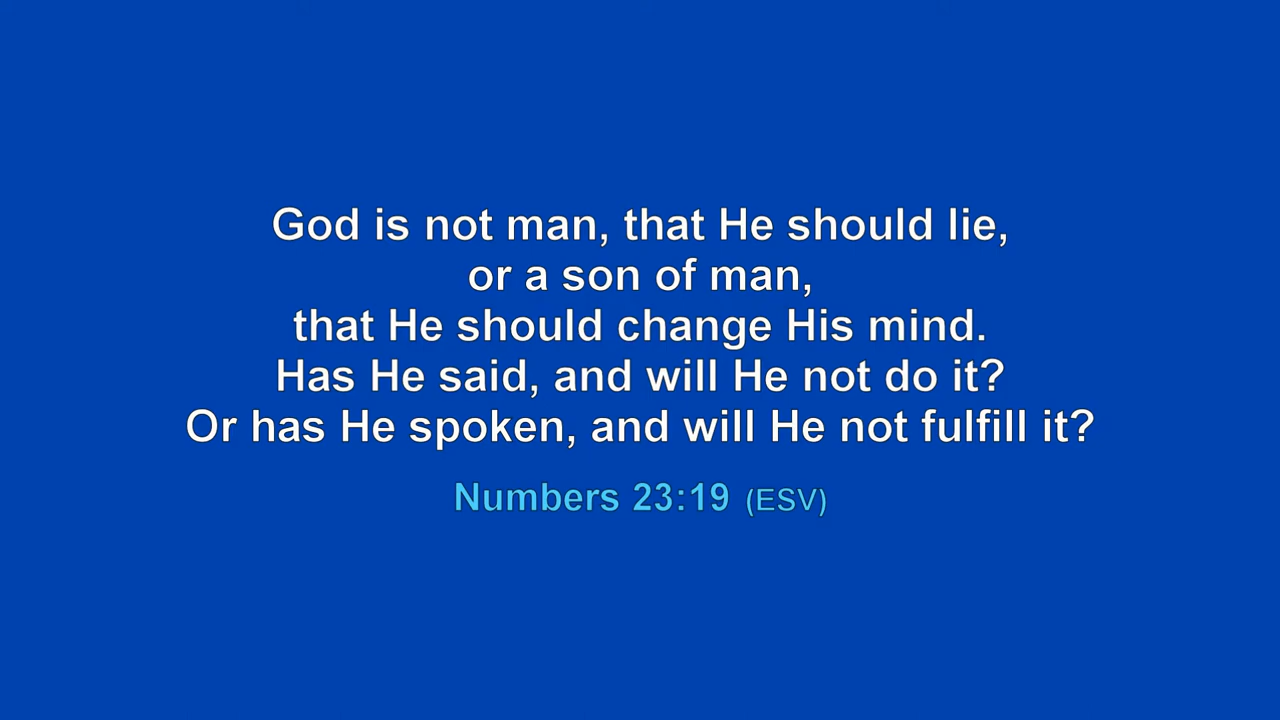 God is not man, that He should lie,
or a son of man,
that He should change His mind.
Has He said, and will He not do it?
Or has He spoken, and will He not fulfill it?
Numbers 23:19 (ESV)